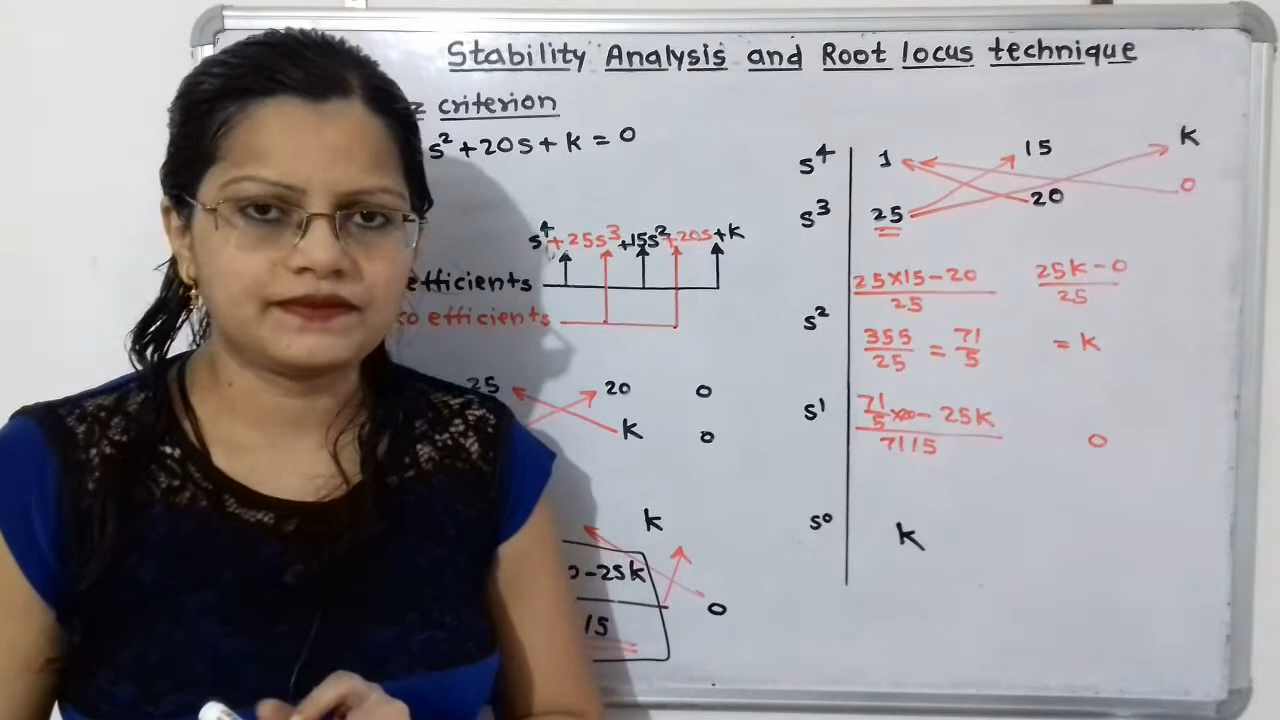 Stability Analysis and Root locus technique
z criterion
s² + 20s + k = 0
s⁴ + 25s³ + 15s² + 20s + k
efficients
co efficients
25 20 0
k 0
k
0 - 25k 0
15
s⁴ 1 15 k
s³ 25 20 0
25×15-20 25k-0
25 25
s²
355 = 71 = k
25 5
s¹ 71/5 ×20 - 25k 0
71/5
s⁰ k